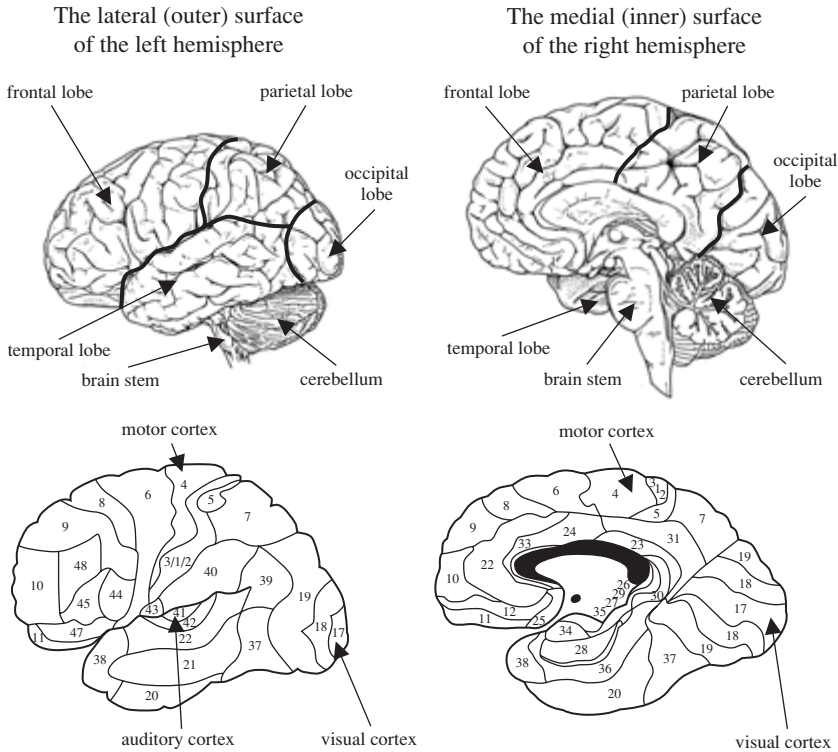 The lateral (outer) surface
of the left hemisphere
frontal lobe
parietal lobe
occipital
lobe
temporal lobe
brain stem
cerebellum
The medial (inner) surface
of the right hemisphere
frontal lobe
parietal lobe
occipital
lobe
temporal lobe
brain stem
cerebellum
motor cortex
4
6
8
5
9
7
3/1/2
48
40
10
39
44
45
19
43
41
42
11
47
22
18
17
38
37
21
20
auditory cortex
visual cortex
motor cortex
3
1
2
6
4
8
5
9
7
24
31
33
23
19
22
10
18
26
29
30
27
17
12
35
11
25
34
18
28
19
38
36
37
20
visual cortex